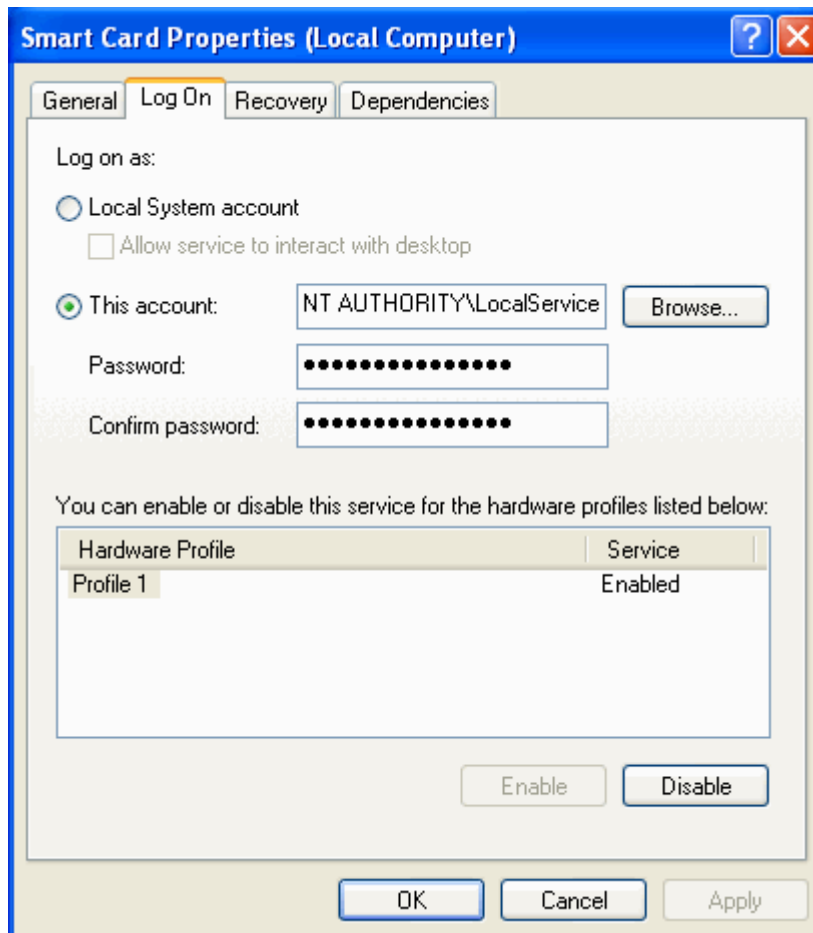 Smart Card Properties (Local Computer)
General Log On Recovery Dependencies
Log on as:
Local System account
Allow service to interact with desktop
This account: NT AUTHORITY\LocalService Browse...
Password: •••••••••••••••
Confirm password: •••••••••••••••
You can enable or disable this service for the hardware profiles listed below:
Hardware Profile Service
Profile 1 Enabled
Enable Disable
OK Cancel Apply